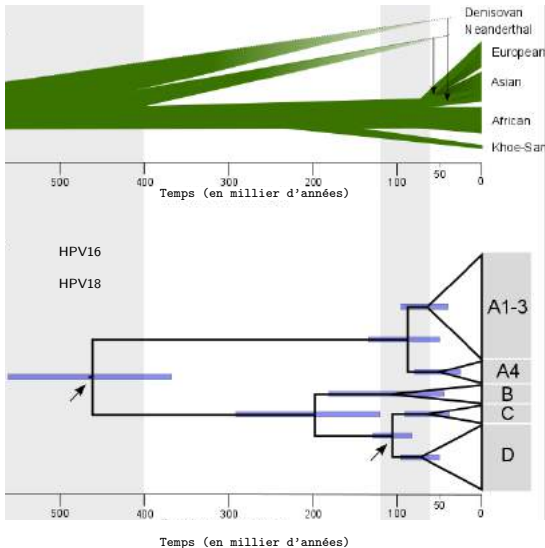 Denisovan
Neanderthal
European
Asian
African
Khoe-San
500 400 300 200 100 50 0
Temps (en millier d'années)
HPV16
HPV18
A1-3
A4
B
C
D
500 400 300 200 100 50 0
Temps (en millier d'années)